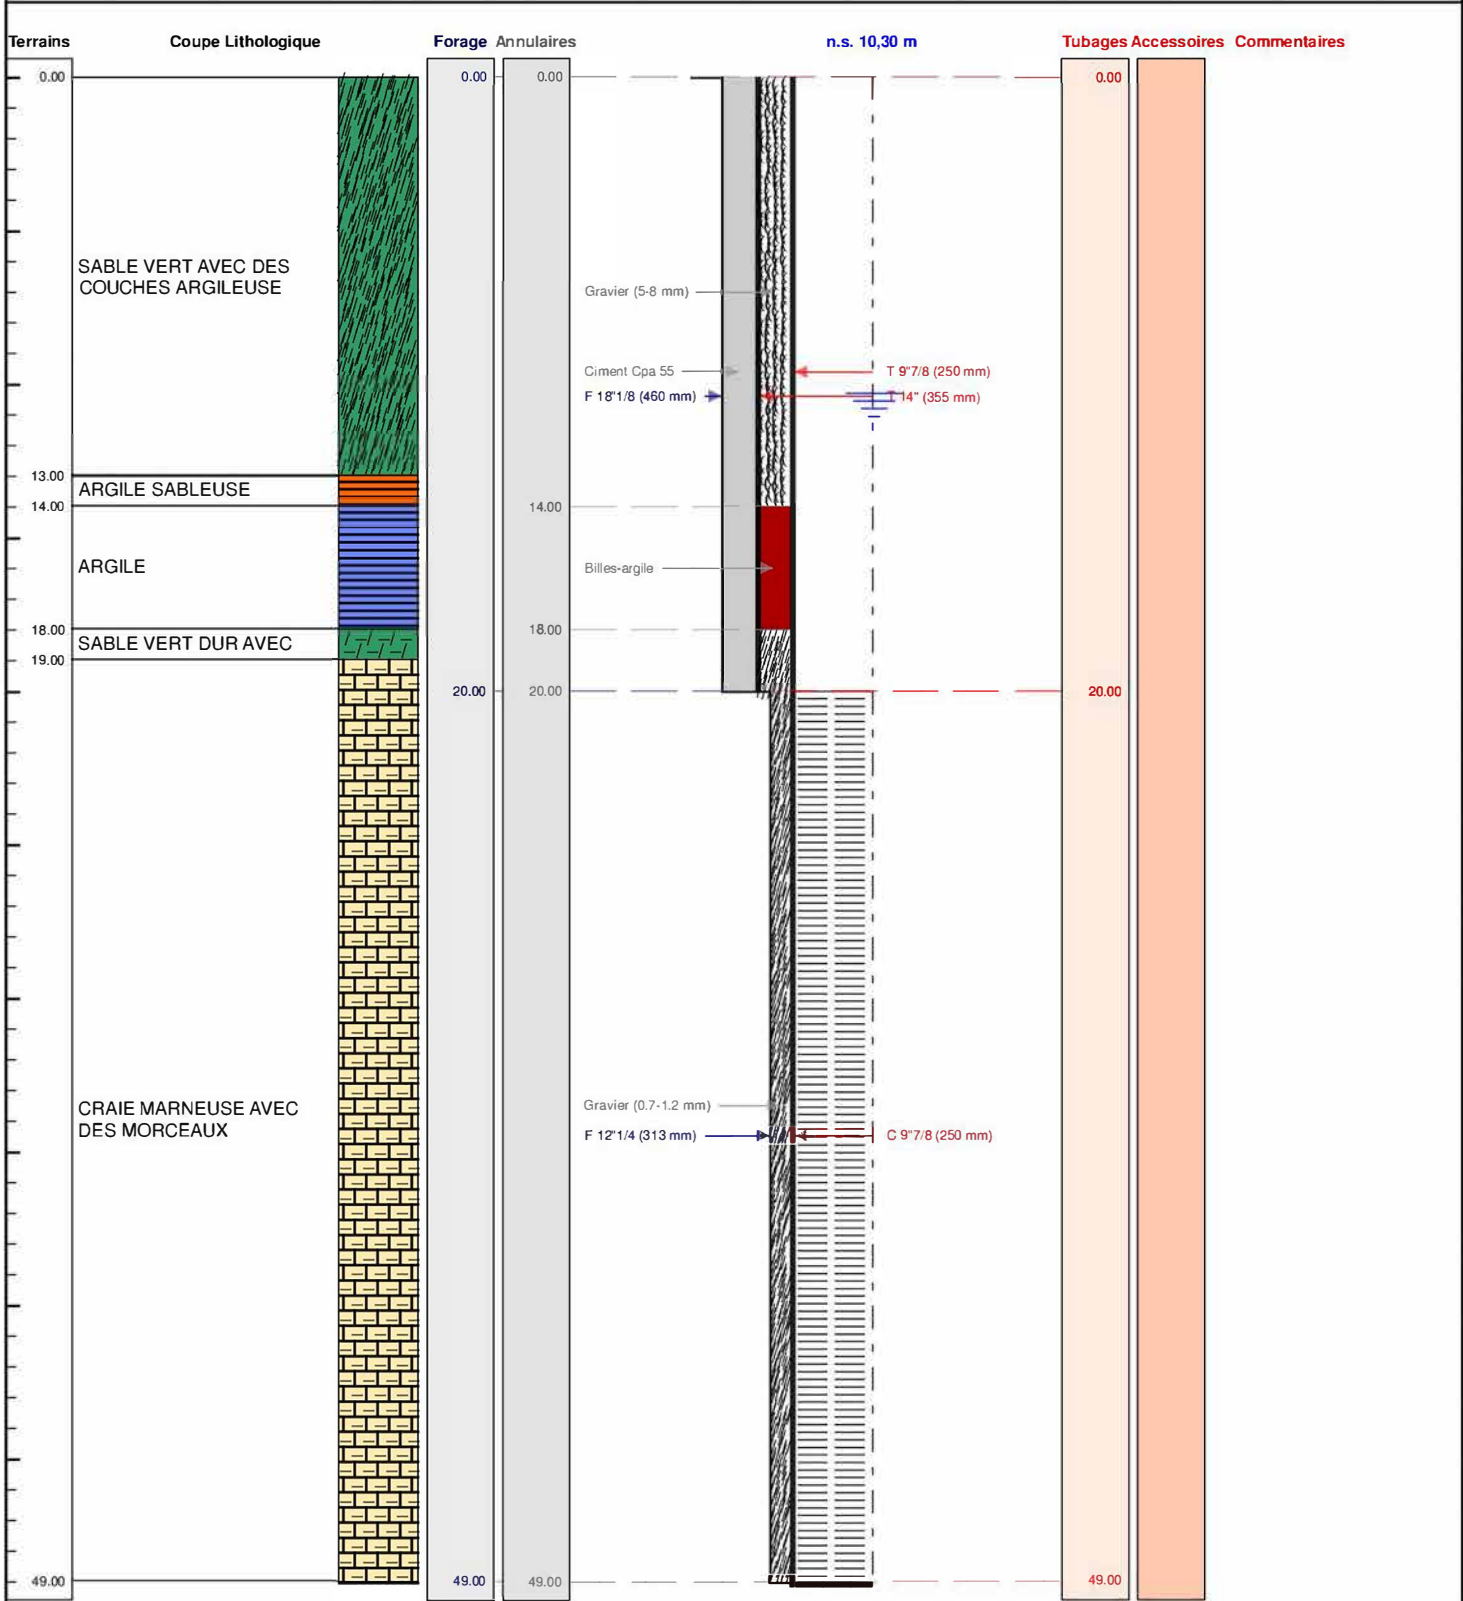 Terrains Coupe Lithologique Forage Annulaires n.s. 10,30 m Tubages Accessoires Commentaires
0.00 0.00 0.00 0.00
SABLE VERT AVEC DES
COUCHES ARGILEUSE
Gravier (5-8 mm)
Ciment Cpa 55 T 9"7/8 (250 mm)
F 18"1/8 (460 mm) T 14" (355 mm)
13.00
ARGILE SABLEUSE
14.00 14.00
ARGILE Billes-argile
18.00 18.00
SABLE VERT DUR AVEC
19.00
20.00 20.00 20.00
Gravier (0.7-1.2 mm)
CRAIE MARNEUSE AVEC
DES MORCEAUX
F 12"1/4 (313 mm) C 9"7/8 (250 mm)
49.00 49.00 49.00 49.00